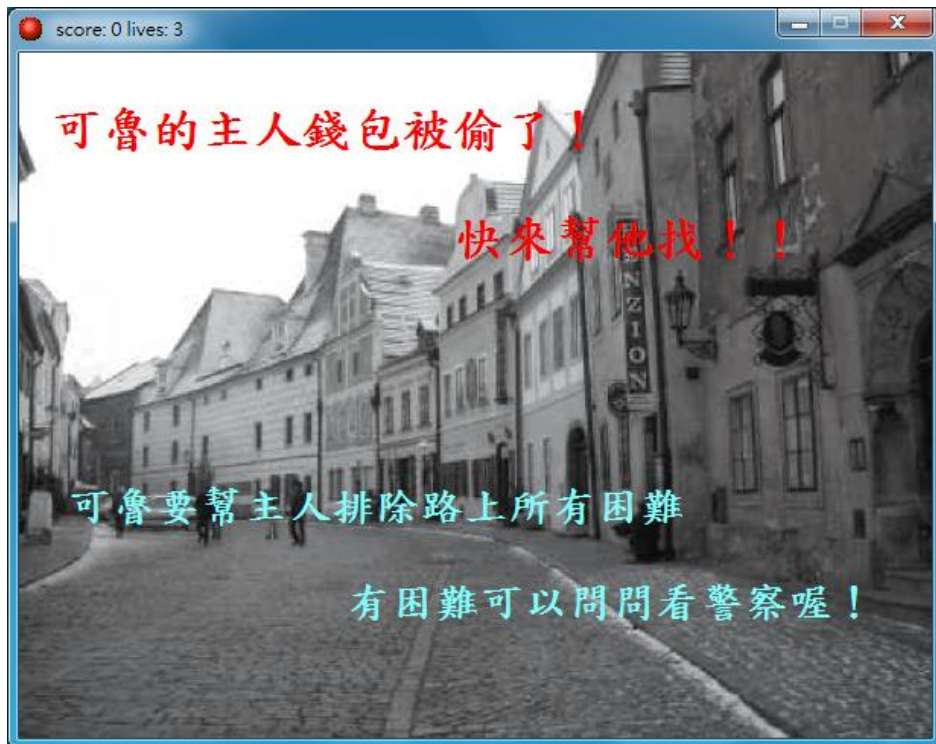 score: 0 lives: 3
可魯的主人錢包被偷了！
快來幫他找！！
NZION
可魯要幫主人排除路上所有困難
有困難可以問問看警察喔！